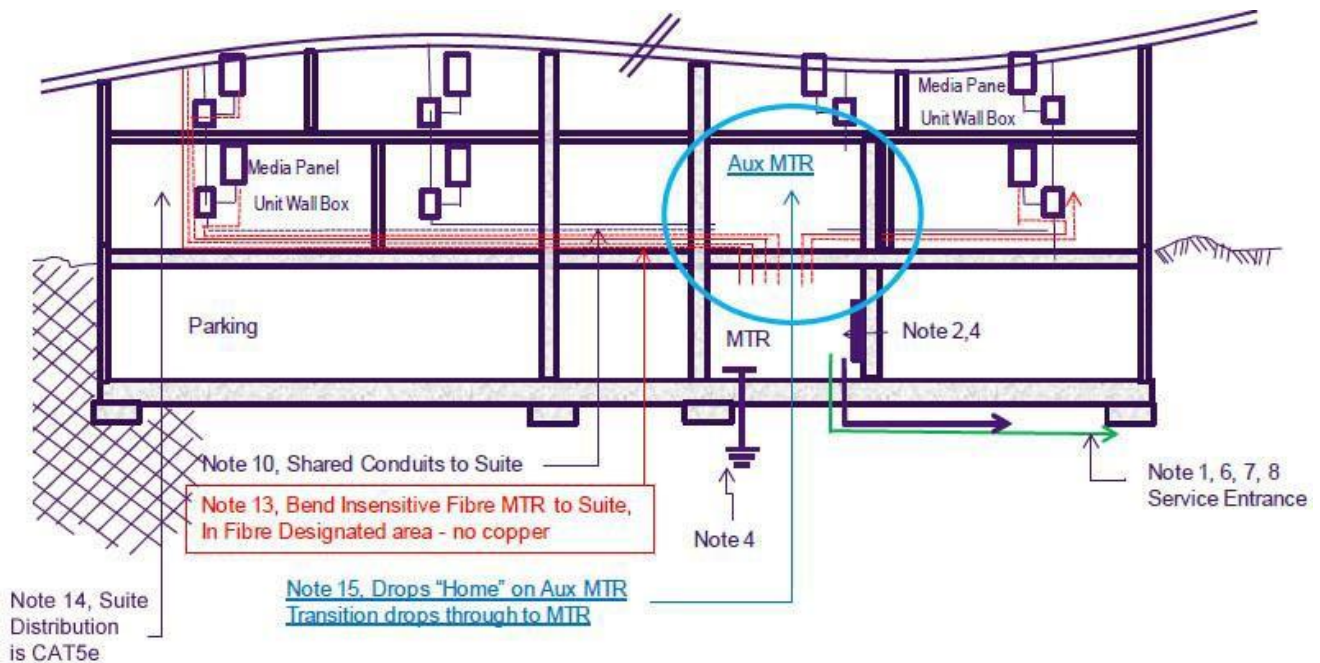 Media Pane
Unit Wall Box
Aux MTR
Media Panel
Unit Wall Box
Parking
MTR
Note 2,4
Note 10, Shared Conduits to Suite
Note 13, Bend Insensitive Fibre MTR to Suite,
In Fibre Designated area - no copper
Note 4
Note 1, 6, 7, 8
Service Entrance
Note 15, Drops “Home” on Aux MTR
Transition drops through to MTR
Note 14, Suite
Distribution
is CAT5e